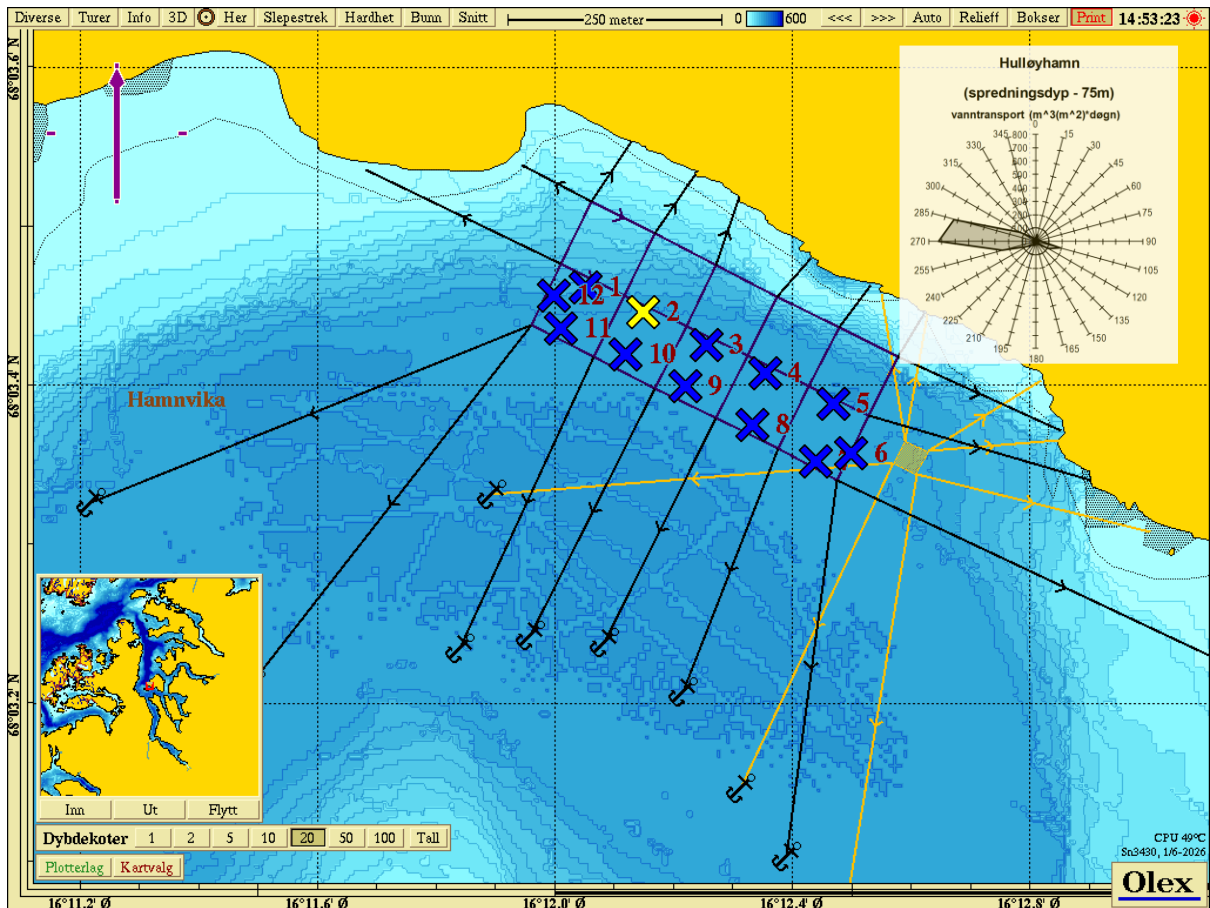 Diverse Turer Info 3D Her Slepestrek Hardhet Bunn Snitt 250 meter 0 600 <<< >>> Auto Relieff Bokser Print 14:53:23
68°03.6' N
68°03.4' N
68°03.2' N
Hulløyhamn
(spredningsdyp - 75m)
vanntransport (m^3(m^2)*døgn)
0
345 800 15
330 700 30
315 600 45
300 400 60
285 300 75
200
270 90
255 105
240 120
225 135
210 150
195 165
180
1
12
2
11
3
10
4
9
5
8
6
Hamnvika
Inn Ut Flytt
Dybdekoter 1 2 5 10 20 50 100 Tall
Plotterlag Kartvalg
CPU 49°C
Sn3430, 1/6-2026
Olex
16°11.2' Ø 16°11.6' Ø 16°12.0' Ø 16°12.4' Ø 16°12.8' Ø